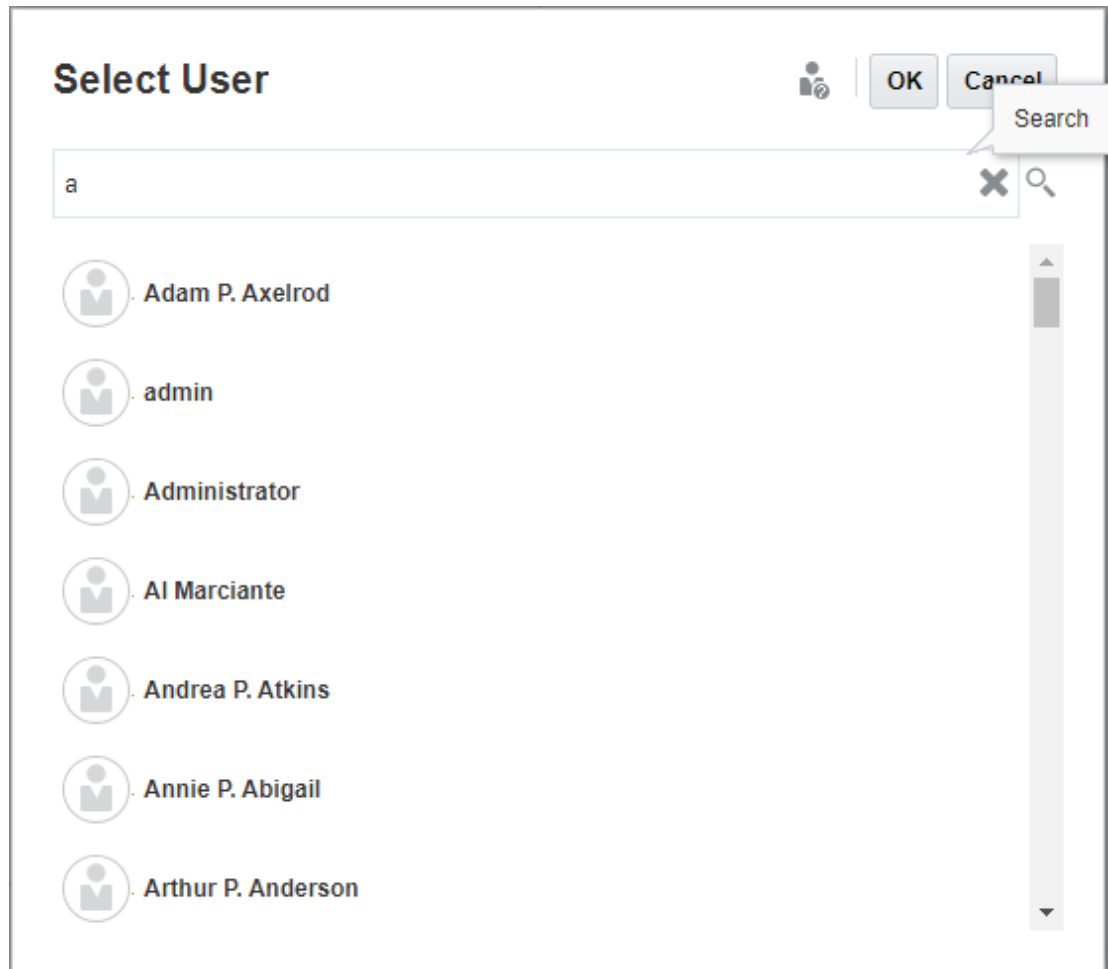 Select User
OK
Cancel
Search
a
Adam P. Axelrod
admin
Administrator
Al Marciante
Andrea P. Atkins
Annie P. Abigail
Arthur P. Anderson